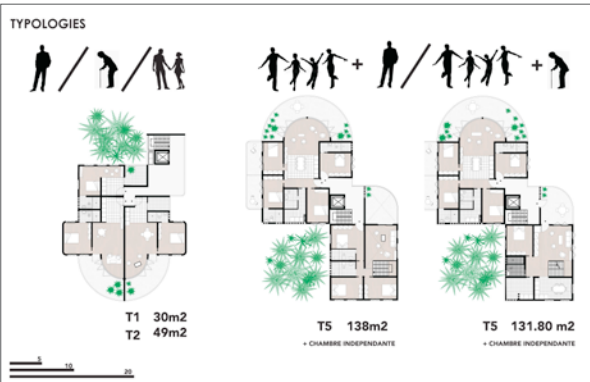 TYPOLOGIES
+
+
T1 30m2
T2 49m2
T5 138m2
+ CHAMBRE INDEPENDANTE
T5 131.80 m2
+ CHAMBRE INDEPENDANTE
5
10
20